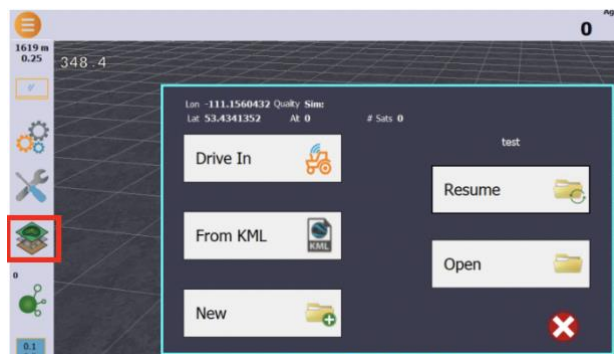 Ag
0
1619 m
0.25
348.4
Lon -111.1560432 Quality Sim:
Lat 53.4341352 Alt 0 # Sats 0
test
Drive In
Resume
From KML
KML
Open
New
0
0.1